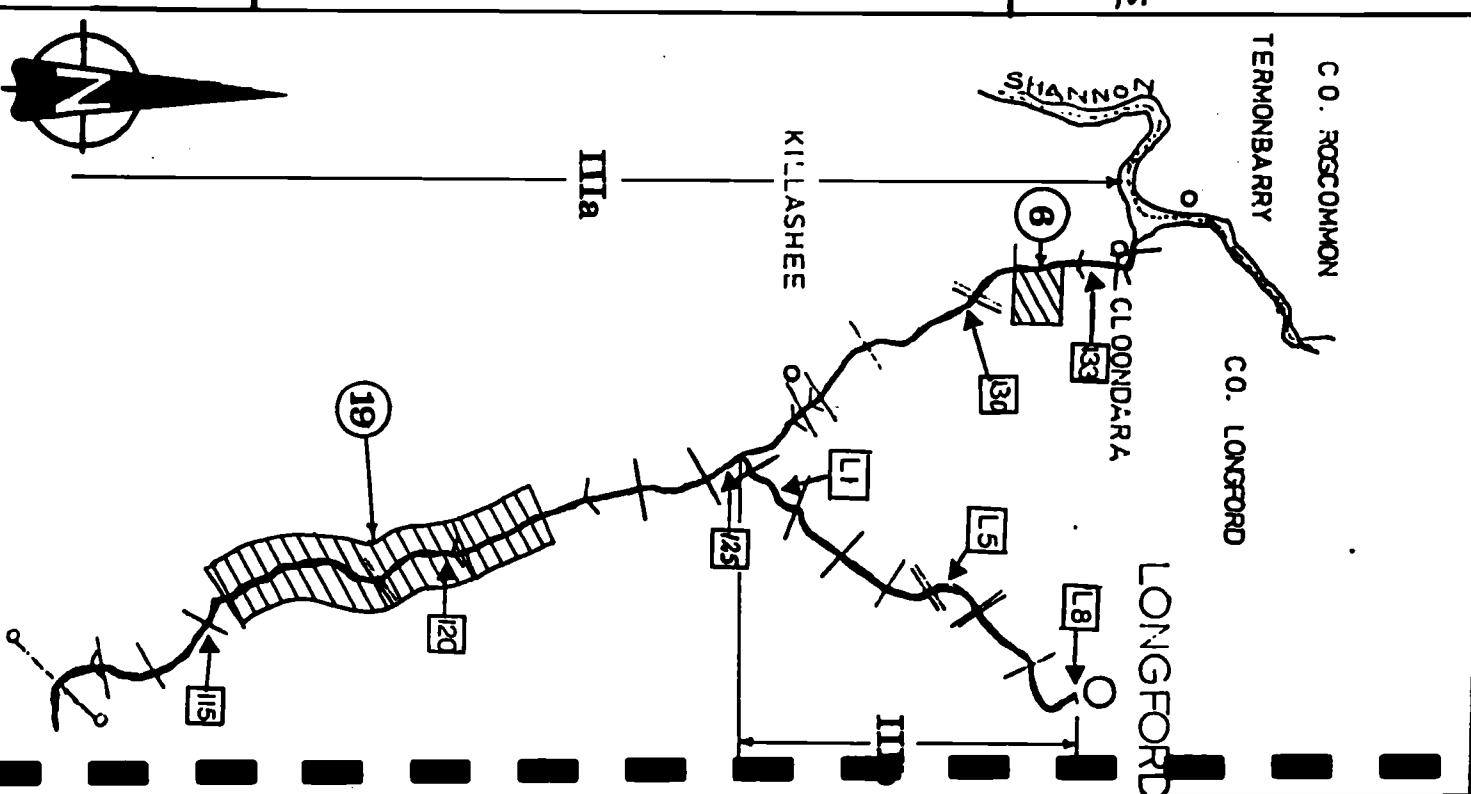 N
SHANNON
CO. ROSCOMMON
TERMONBARRY
IIIa
KILLASHEE
6
CLOONDARA
133
130
CO. LONGFORD
19
L1
L5
L8
125
120
115
LONGFORD